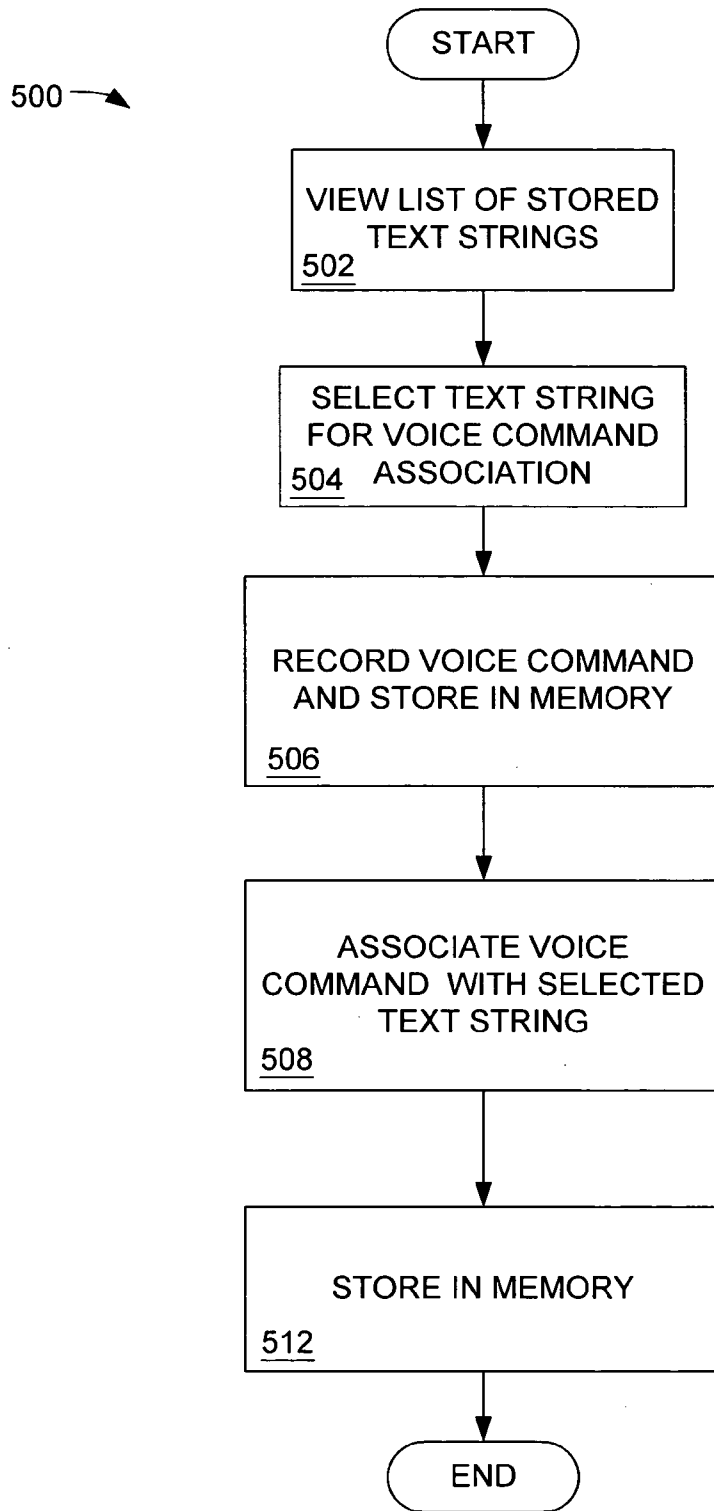 START
500
VIEW LIST OF STORED
TEXT STRINGS
502
SELECT TEXT STRING
FOR VOICE COMMAND
ASSOCIATION
504
RECORD VOICE COMMAND
AND STORE IN MEMORY
506
ASSOCIATE VOICE
COMMAND WITH SELECTED
TEXT STRING
508
STORE IN MEMORY
512
END